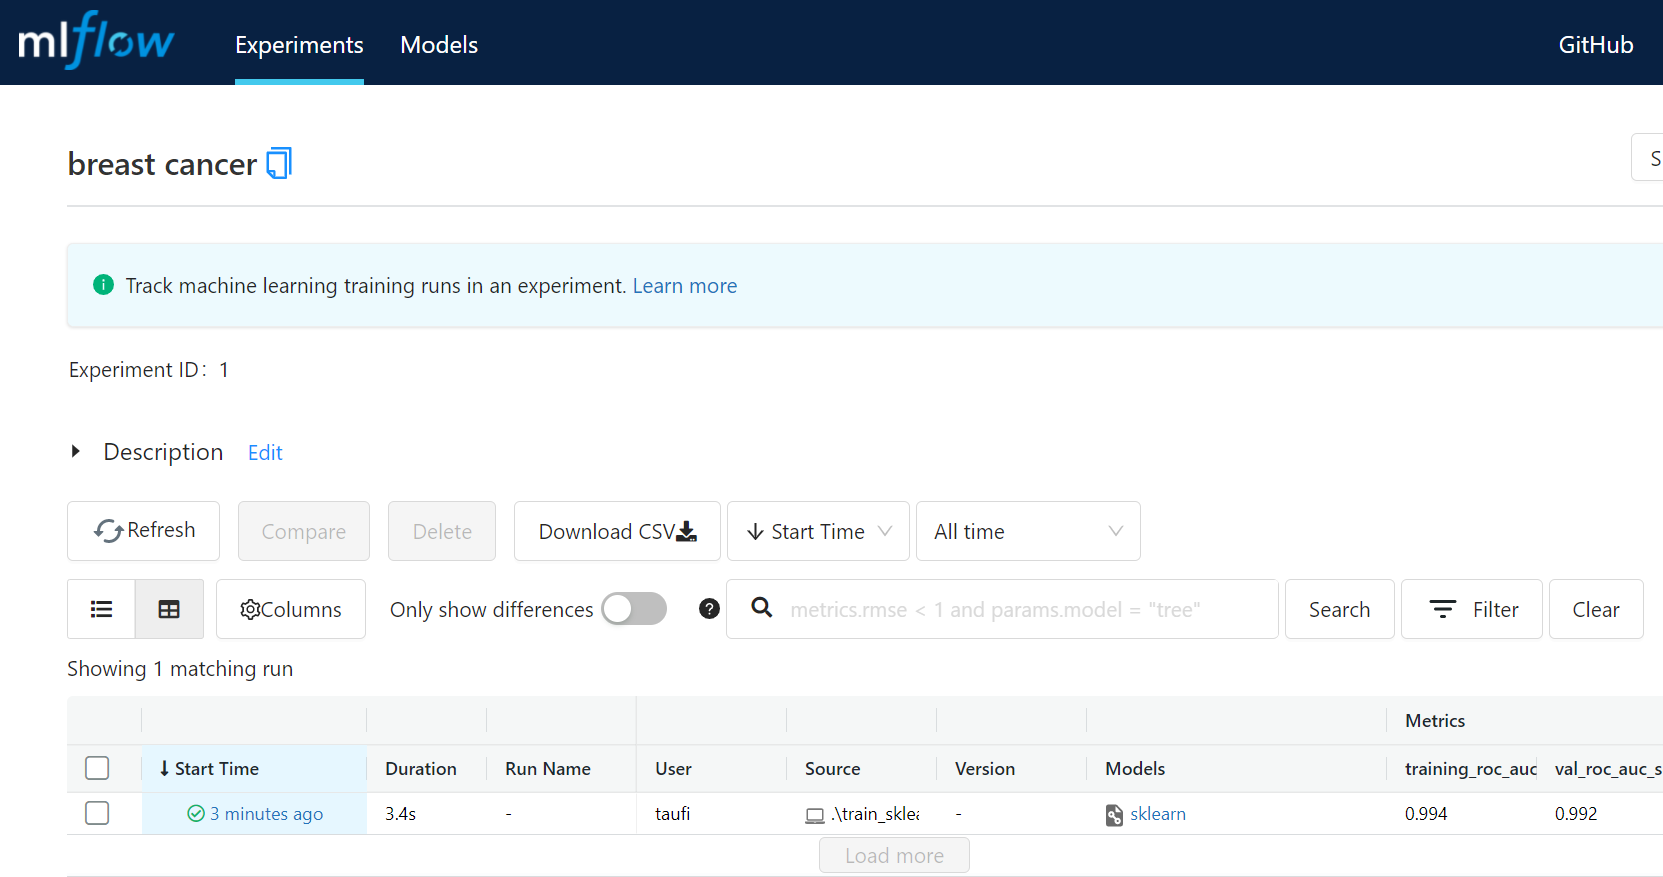 mlflow Experiments Models GitHub
breast cancer S
Track machine learning training runs in an experiment. Learn more
Experiment ID: 1
Description Edit
Refresh Compare Delete Download CSV Start Time All time
Columns Only show differences ? metrics.rmse < 1 and params.model = "tree" Search Filter Clear
Showing 1 matching run
Metrics
Start Time Duration Run Name User Source Version Models training_roc_auc val_roc_auc_s
3 minutes ago 3.4s - taufi .\train_sklea - sklearn 0.994 0.992
Load more